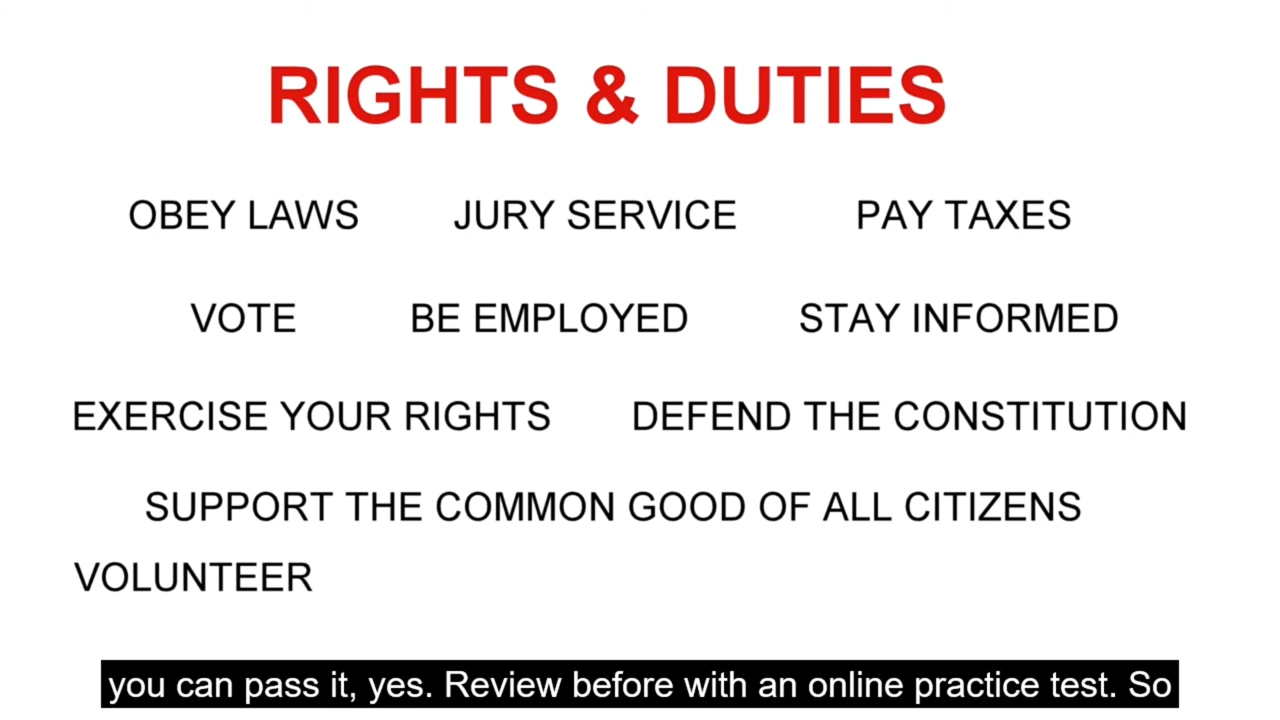 RIGHTS & DUTIES
OBEY LAWS JURY SERVICE PAY TAXES
VOTE BE EMPLOYED STAY INFORMED
EXERCISE YOUR RIGHTS DEFEND THE CONSTITUTION
SUPPORT THE COMMON GOOD OF ALL CITIZENS
VOLUNTEER
you can pass it, yes. Review before with an online practice test. So